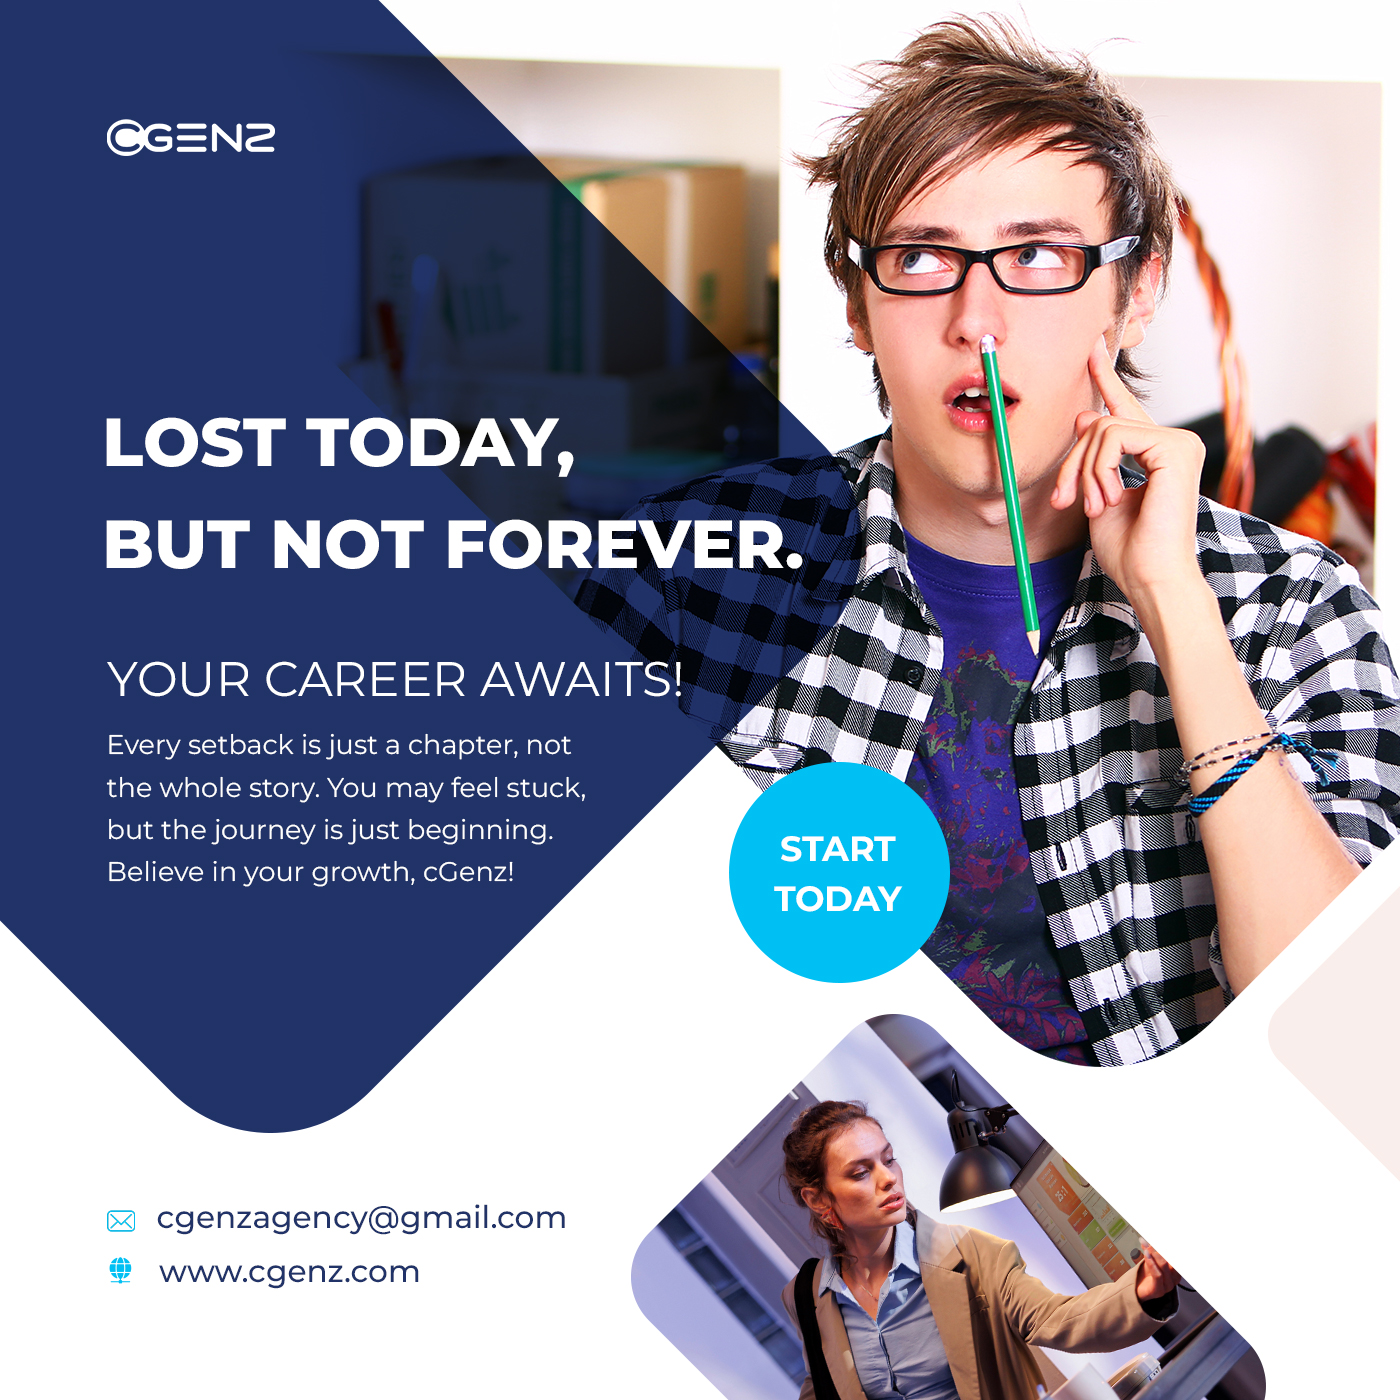 CGENZ
LOST TODAY,
BUT NOT FOREVER.
YOUR CAREER AWAITS!
Every setback is just a chapter, not
the whole story. You may feel stuck,
but the journey is just beginning.
Believe in your growth, cGenz!
START
TODAY
cgenzagency@gmail.com
www.cgenz.com